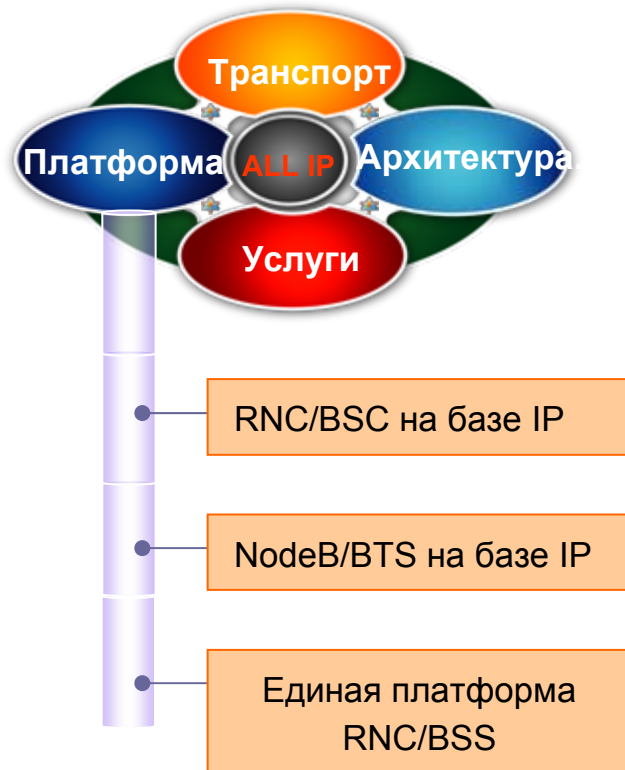 Транспорт
Платформа
ALL IP
Архитектура.
Услуги
RNC/BSC на базе IP
NodeB/BTS на базе IP
Единая платформа
RNC/BSS